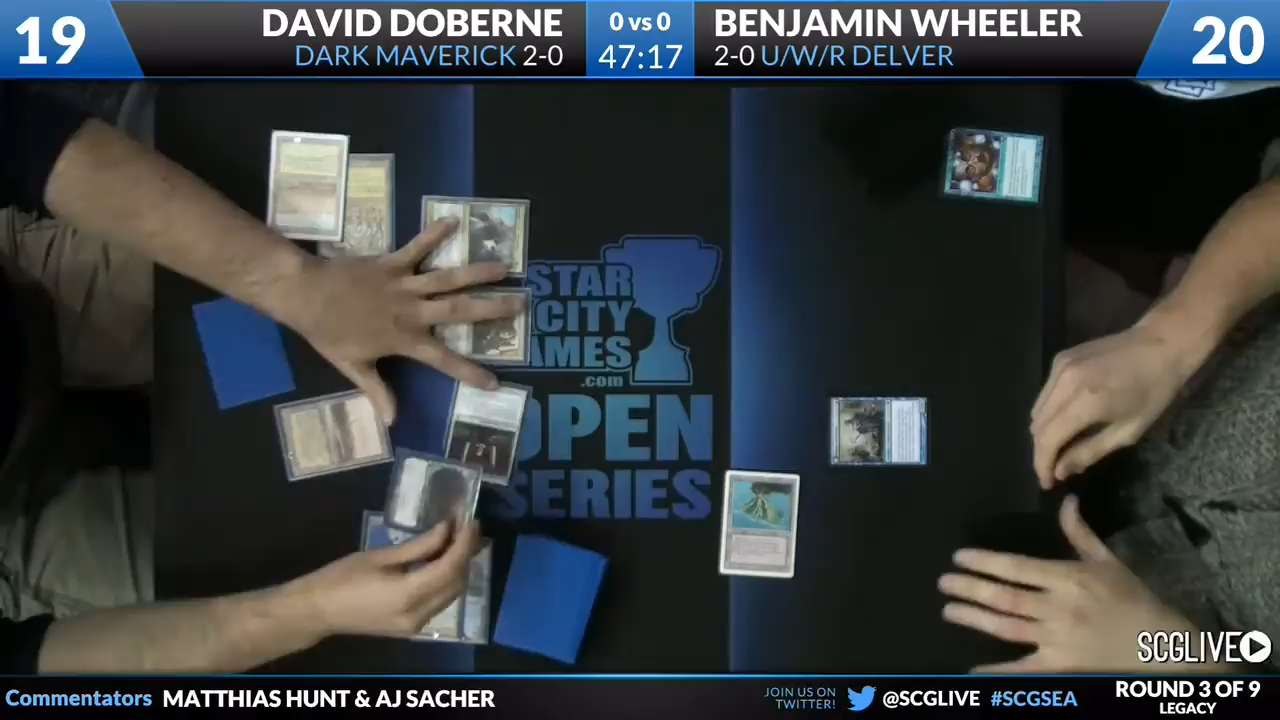 19
DAVID DOBERNE
DARK MAVERICK 2-0
0 vs 0
47:17
BENJAMIN WHEELER
2-0 U/W/R DELVER
20
STAR
CITY
GAMES
.com
OPEN
SERIES
SCGLIVE
Commentators MATTHIAS HUNT & AJ SACHER
JOIN US ON
TWITTER!
@SCGLIVE #SCGSEA
ROUND 3 OF 9
LEGACY